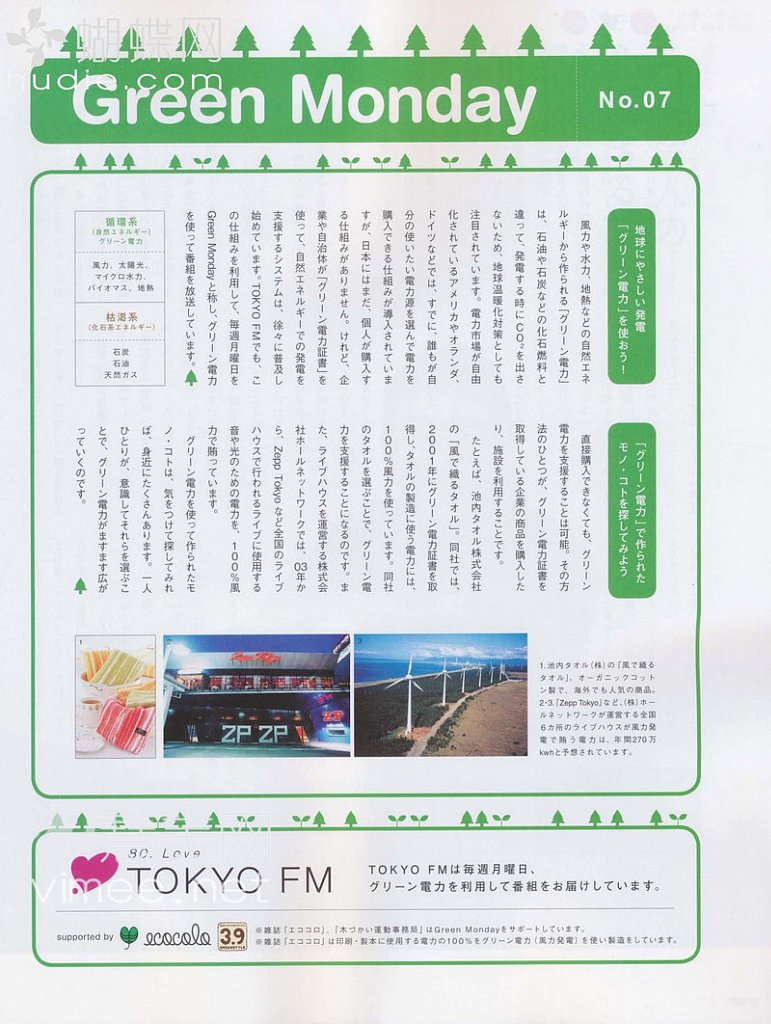 蝴蝶网
hudie.com
Green Monday
No.07
地球にやさしい発電
「グリーン電力」を使おう！
風力や水力、地熱などの自然エネ
ルギーから作られる「グリーン電力」
は、石油や石炭などの化石燃料と
違って、発電する時にCO₂を出さ
ないため、地球温暖化対策としても
注目されています。電力市場が自由
化されているアメリカやオランダ、
ドイツなどでは、すでに、誰もが自
分の使いたい電力源を選んで電力を
購入できる仕組みが導入されていま
すが、日本にはまだ、個人が購入す
る仕組みがありません。けれど、企
業や自治体が「グリーン電力証書」を
使って、自然エネルギーでの発電を
支援するシステムは、徐々に普及し
始めています。TOKYO FMでも、こ
の仕組みを利用して、毎週月曜日を
Green Mondayと称し、グリーン電力
を使って番組を放送しています。
循環系
(自然エネルギー)
グリーン電力
風力、太陽光、
マイクロ水力、
バイオマス、地熱
枯渇系
(化石系エネルギー)
石炭
石油
天然ガス
「グリーン電力」で作られた
モノ・コトを探してみよう
直接購入できなくても、グリーン
電力を支援することは可能。その方
法のひとつが、グリーン電力証書を
取得している企業の商品を購入した
り、施設を利用することです。
たとえば、池内タオル株式会社
の「風で織るタオル」。同社では、
2001年にグリーン電力証書を取
得し、タオルの製造に使う電力には、
100％風力を使っています。同社
のタオルを選ぶことで、グリーン電
力を支援することになるのです。ま
た、ライブハウスを運営する株式会
社ホールネットワークでは、03年か
ら、Zepp Tokyoなど全国のライブ
ハウスで行われるライブに使用する
音や光のための電力を、100％風
力で賄っています。
グリーン電力を使って作られたモ
ノ・コトは、気をつけて探してみれ
ば、身近にたくさんあります。一人
ひとりが、意識してそれらを選ぶこ
とで、グリーン電力がますます広が
っていくのです。
1
2
3
Zepp Tokyo
ZP ZP
1.池内タオル(株)の「風で織る
タオル」。オーガニックコット
ン製で、海外でも人気の商品。
2・3.「Zepp Tokyo」など、(株)ホー
ルネットワークが運営する全国
6カ所のライブハウスが風力発
電で賄う電力は、年間270万
kwhと予想されています。
80. Love
TOKYO FM
vimee.net
TOKYO FMは毎週月曜日、
グリーン電力を利用して番組をお届けしています。
supported by
ecocolo
3.9
※雑誌「エココロ」、「木づかい運動事務局」はGreen Mondayをサポートしています。
※雑誌「エココロ」は印刷・製本に使用する電力の100％をグリーン電力（風力発電）を使い製造をしています。